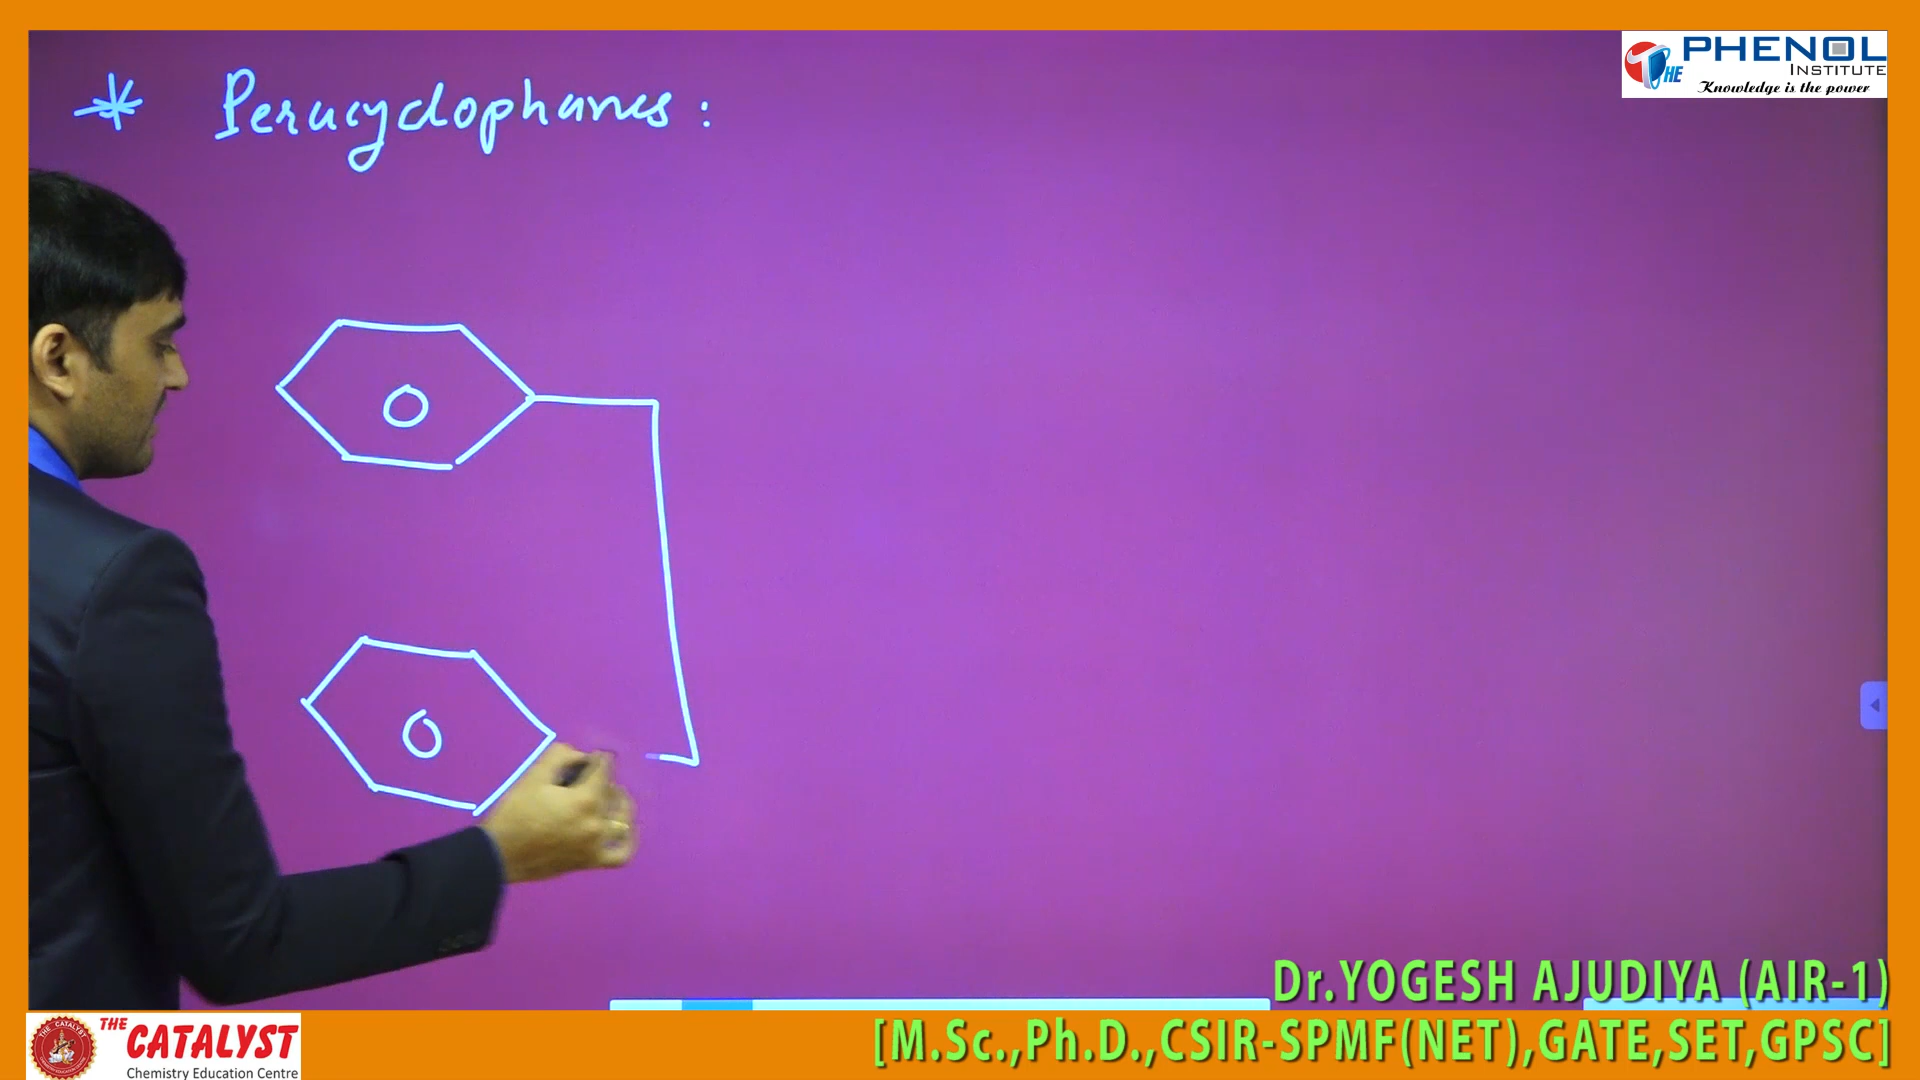 * Peracyclophanes :
THE PHENOL
INSTITUTE
Knowledge is the power
Dr.YOGESH AJUDIYA (AIR-1)
[M.Sc.,Ph.D.,CSIR-SPMF(NET),GATE,SET,GPSC]
THE CATALYST
Chemistry Education Centre